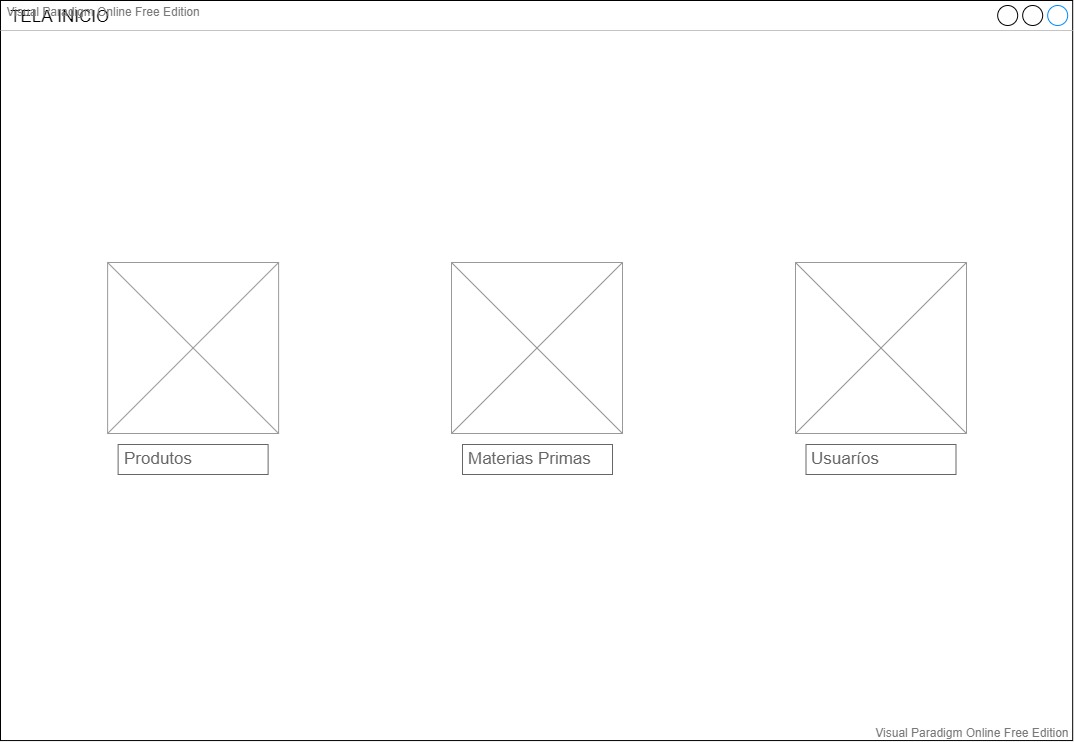 Visual Paradigm Online Free Edition
TELA INICIO
Produtos
Materias Primas
Usuaríos
Visual Paradigm Online Free Edition